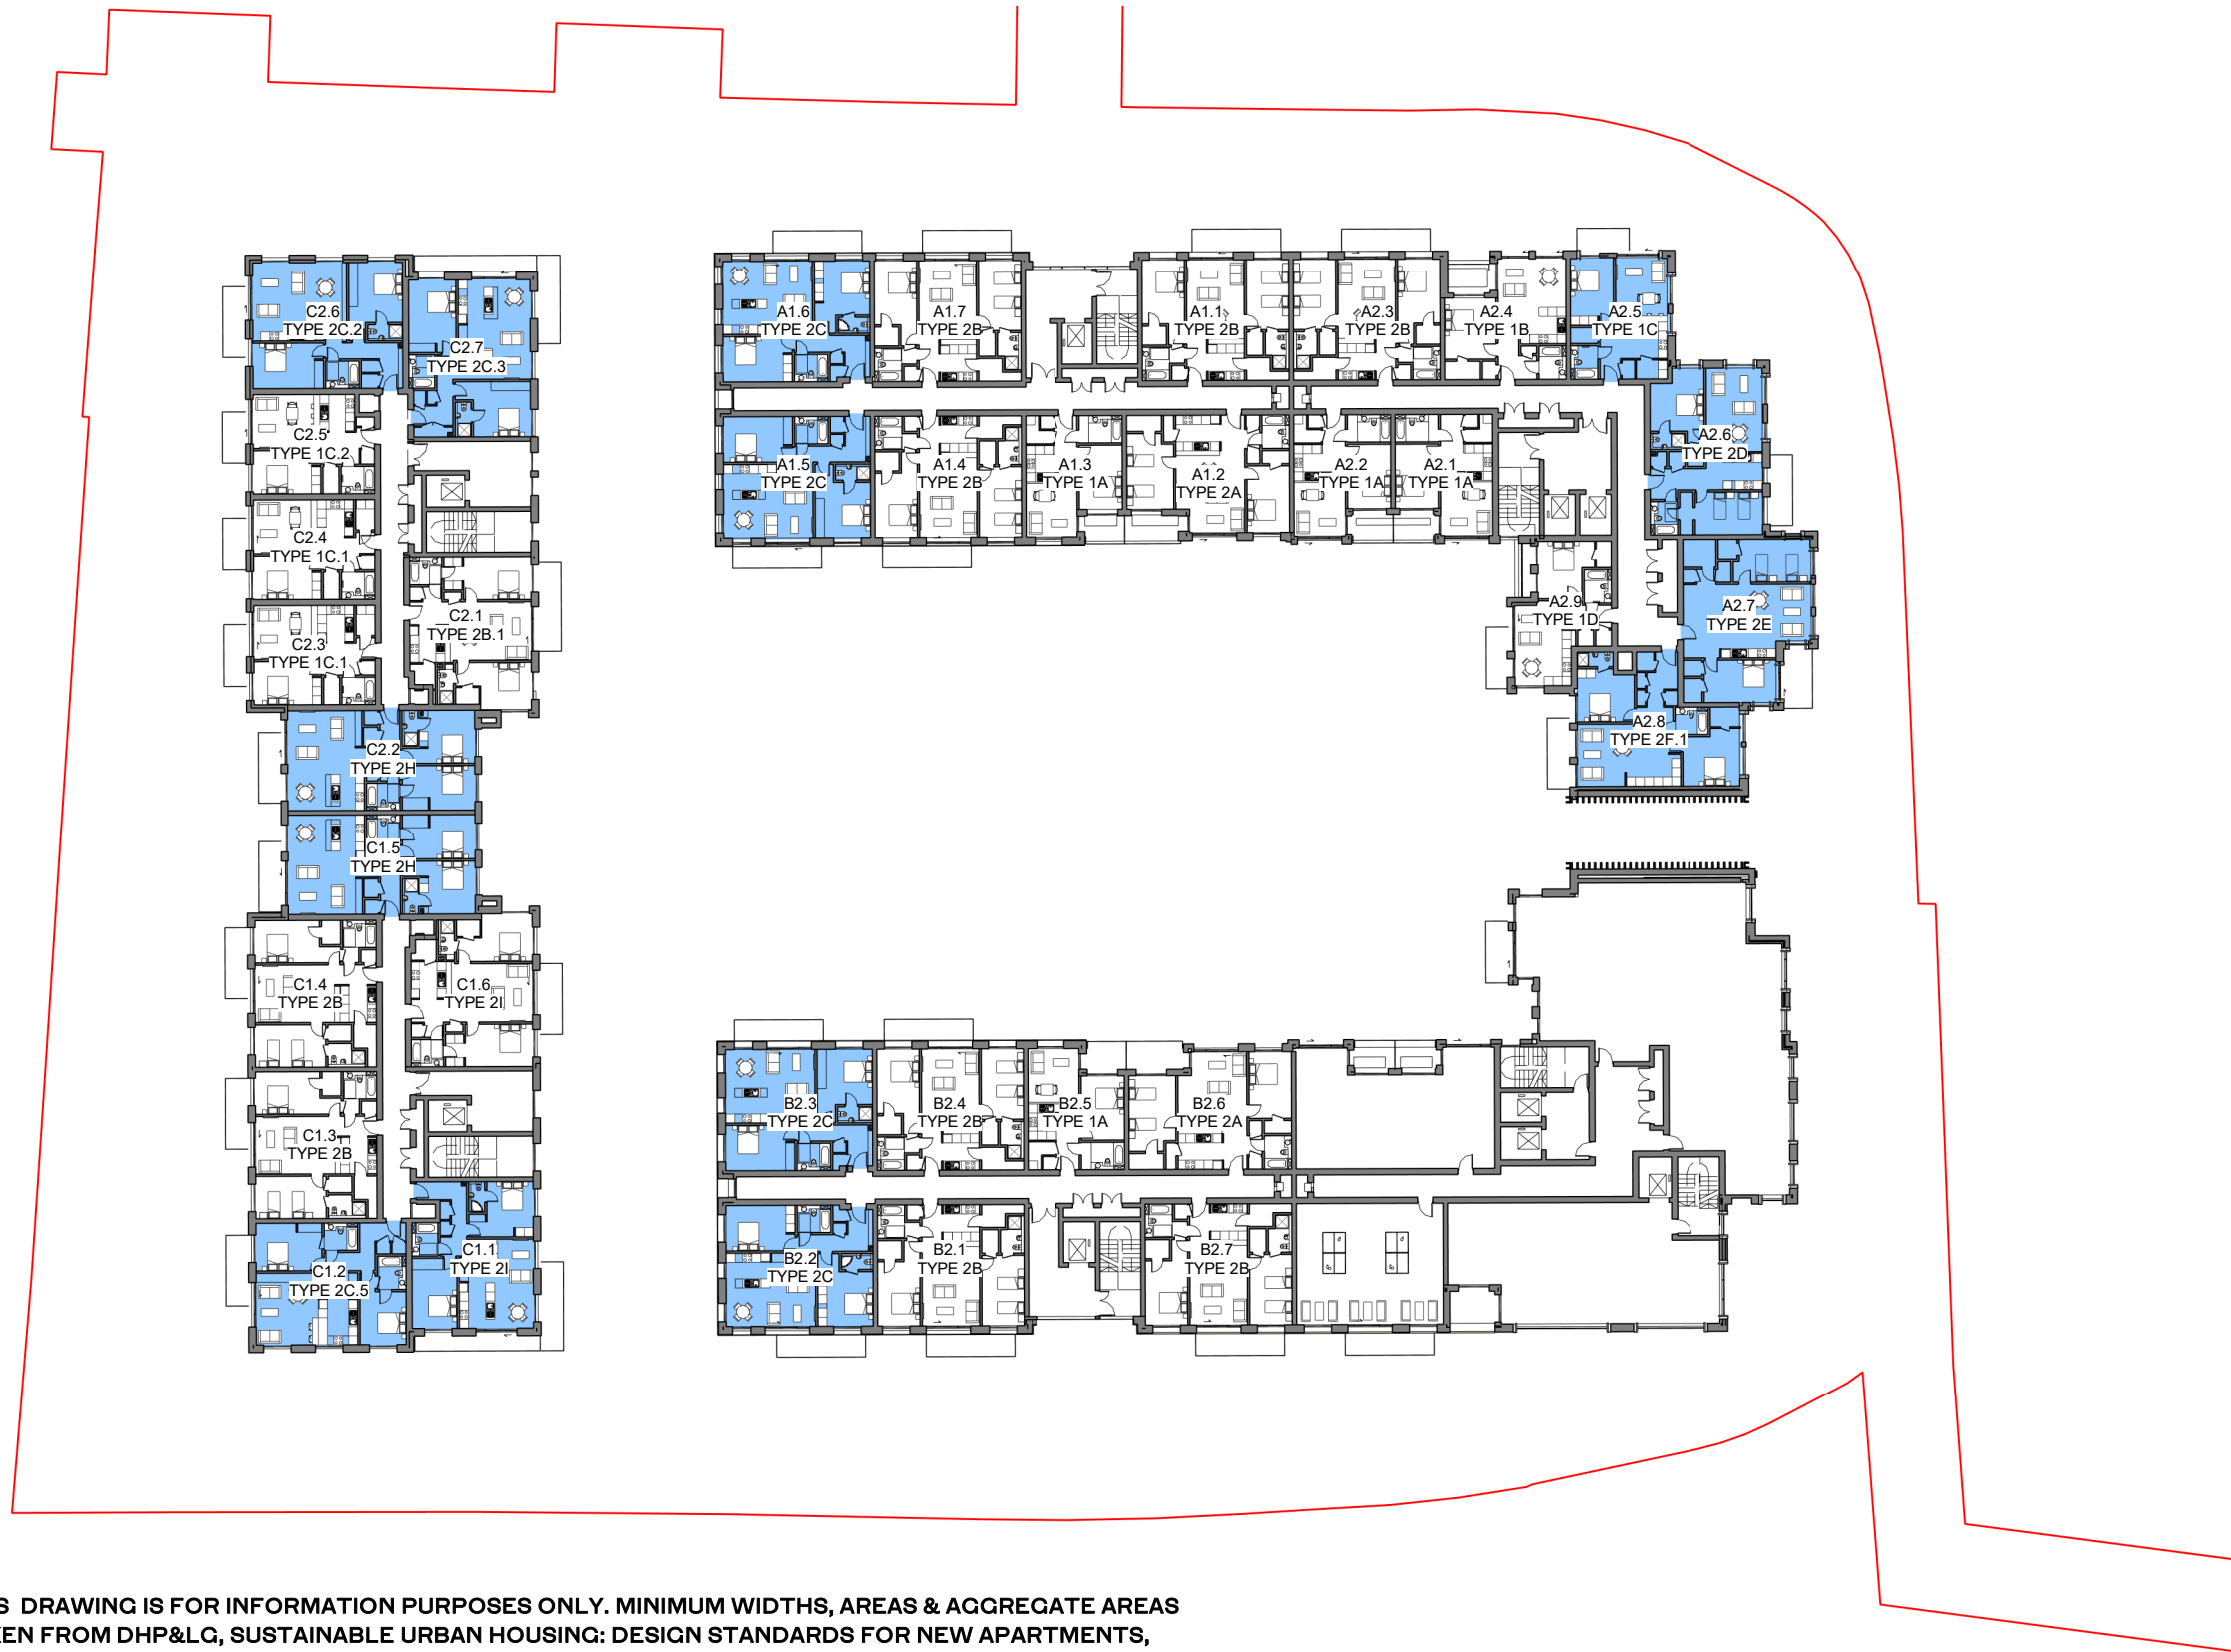 C2.6
TYPE 2C.2
C2.7
TYPE 2C.3
C2.5
TYPE 1C.2
C2.4
TYPE 1C.1
C2.3
TYPE 1C.1
C2.1
TYPE 2B.1
C2.2
TYPE 2H
C1.5
TYPE 2H
C1.4
TYPE 2B
C1.6
TYPE 2I
C1.3
TYPE 2B
C1.2
TYPE 2C.5
C1.1
TYPE 2I
A1.6
TYPE 2C
A1.7
TYPE 2B
A1.1
TYPE 2B
A2.3
TYPE 2B
A2.4
TYPE 1B
A2.5
TYPE 1C
A1.5
TYPE 2C
A1.4
TYPE 2B
A1.3
TYPE 1A
A1.2
TYPE 2A
A2.2
TYPE 1A
A2.1
TYPE 1A
A2.6
TYPE 2D
A2.9
TYPE 1D
A2.7
TYPE 2E
A2.8
TYPE 2F.1
B2.3
TYPE 2C
B2.4
TYPE 2B
B2.5
TYPE 1A
B2.6
TYPE 2A
B2.2
TYPE 2C
B2.1
TYPE 2B
B2.7
TYPE 2B
S DRAWING IS FOR INFORMATION PURPOSES ONLY. MINIMUM WIDTHS, AREAS & AGGREGATE AREAS
KEN FROM DHP&LG, SUSTAINABLE URBAN HOUSING: DESIGN STANDARDS FOR NEW APARTMENTS,